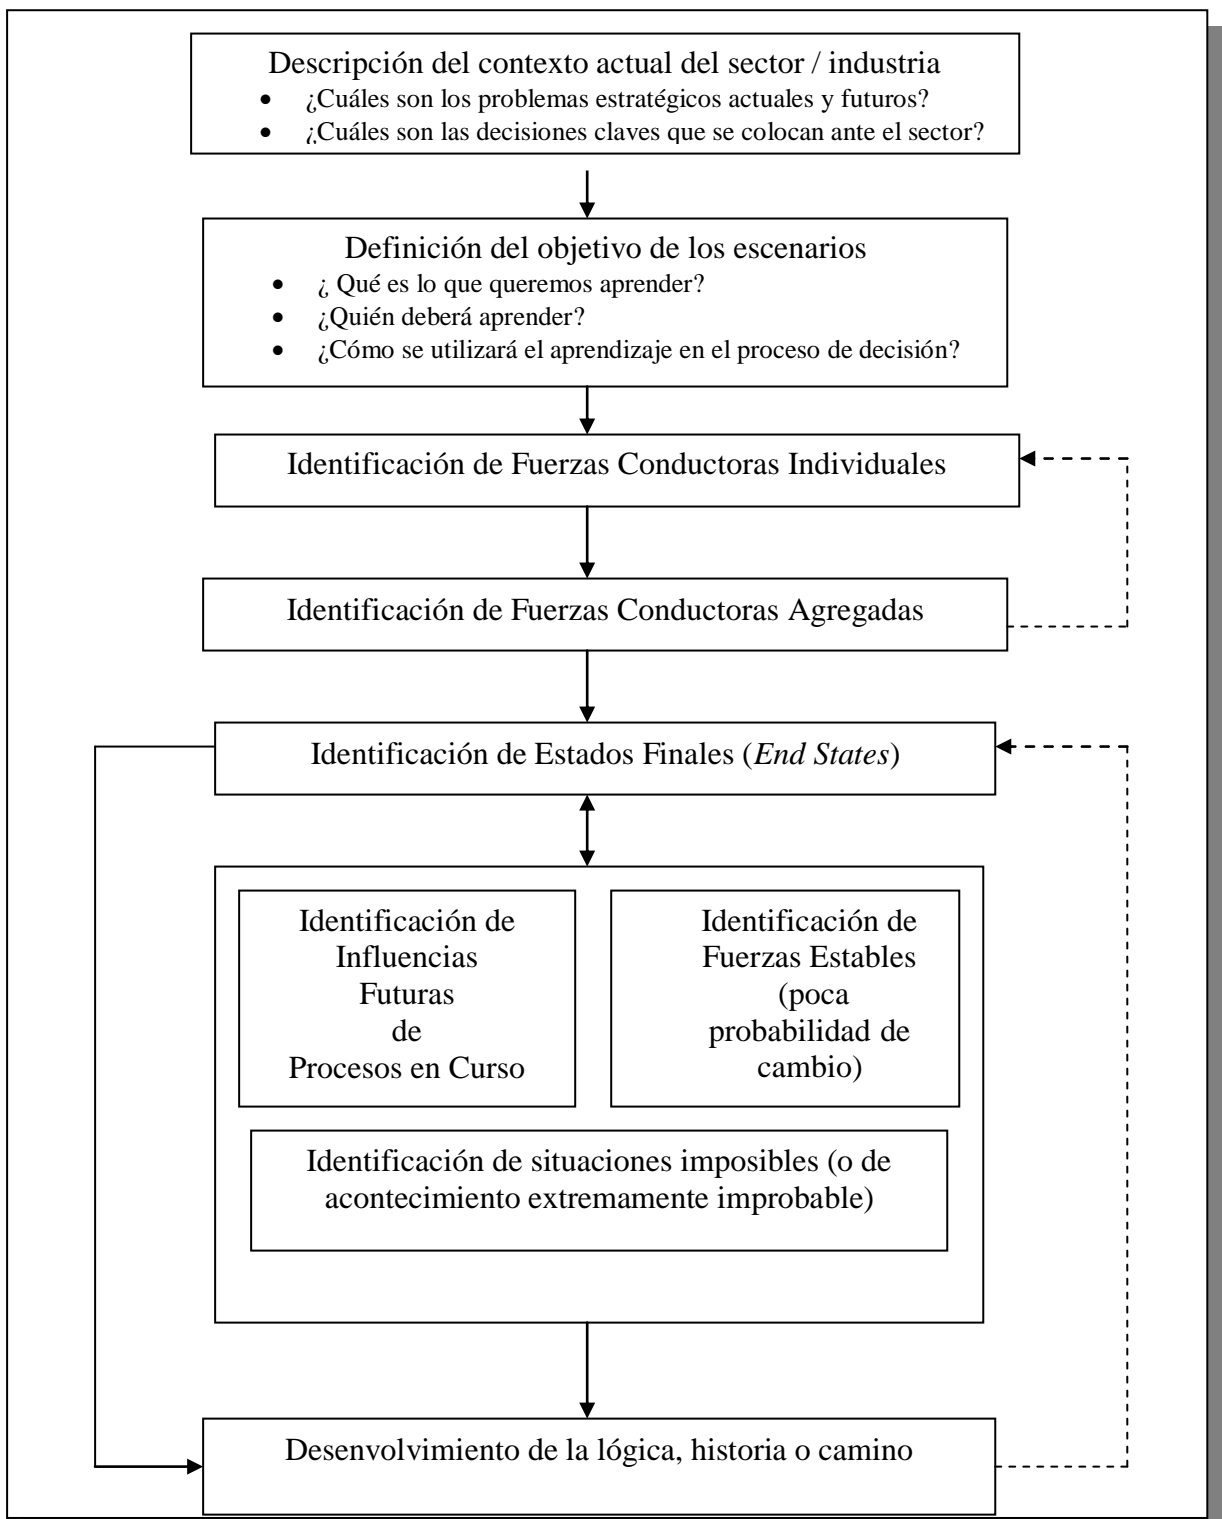 Descripción del contexto actual del sector / industria
• ¿Cuáles son los problemas estratégicos actuales y futuros?
• ¿Cuáles son las decisiones claves que se colocan ante el sector?
Definición del objetivo de los escenarios
• ¿ Qué es lo que queremos aprender?
• ¿Quién deberá aprender?
• ¿Cómo se utilizará el aprendizaje en el proceso de decisión?
Identificación de Fuerzas Conductoras Individuales
Identificación de Fuerzas Conductoras Agregadas
Identificación de Estados Finales (End States)
Identificación de
Influencias
Futuras
de
Procesos en Curso
Identificación de
Fuerzas Estables
(poca
probabilidad de
cambio)
Identificación de situaciones imposibles (o de
acontecimiento extremamente improbable)
Desenvolvimiento de la lógica, historia o camino